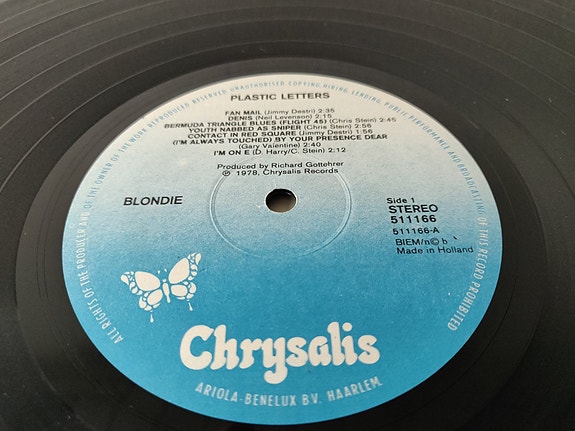 ALL RIGHTS OF THE PRODUCER AND OF THE OWNER OF THE WORK REPRODUCED RESERVED. UNAUTHORISED COPYING, HIRING, LENDING, PUBLIC PERFORMANCE AND BROADCASTING OF THIS RECORD PROHIBITED
PLASTIC LETTERS
FAN MAIL (Jimmy Destri) 2:35
DENIS (Neil Levenson) 2:15
BERMUDA TRIANGLE BLUES (FLIGHT 45) (Chris Stein) 2:45
YOUTH NABBED AS SNIPER (Chris Stein) 2:56
CONTACT IN RED SQUARE (Jimmy Destri) 1:56
(I'M ALWAYS TOUCHED) BY YOUR PRESENCE DEAR
(Gary Valentine) 2:40
I'M ON E (D. Harry/C. Stein) 2:12
Produced by Richard Gottehrer
℗ 1978, Chrysalis Records
BLONDIE
Side 1
STEREO
511166
511166-A
BIEM/n© b
Made in Holland
Chrysalis
ARIOLA-BENELUX B.V. HAARLEM